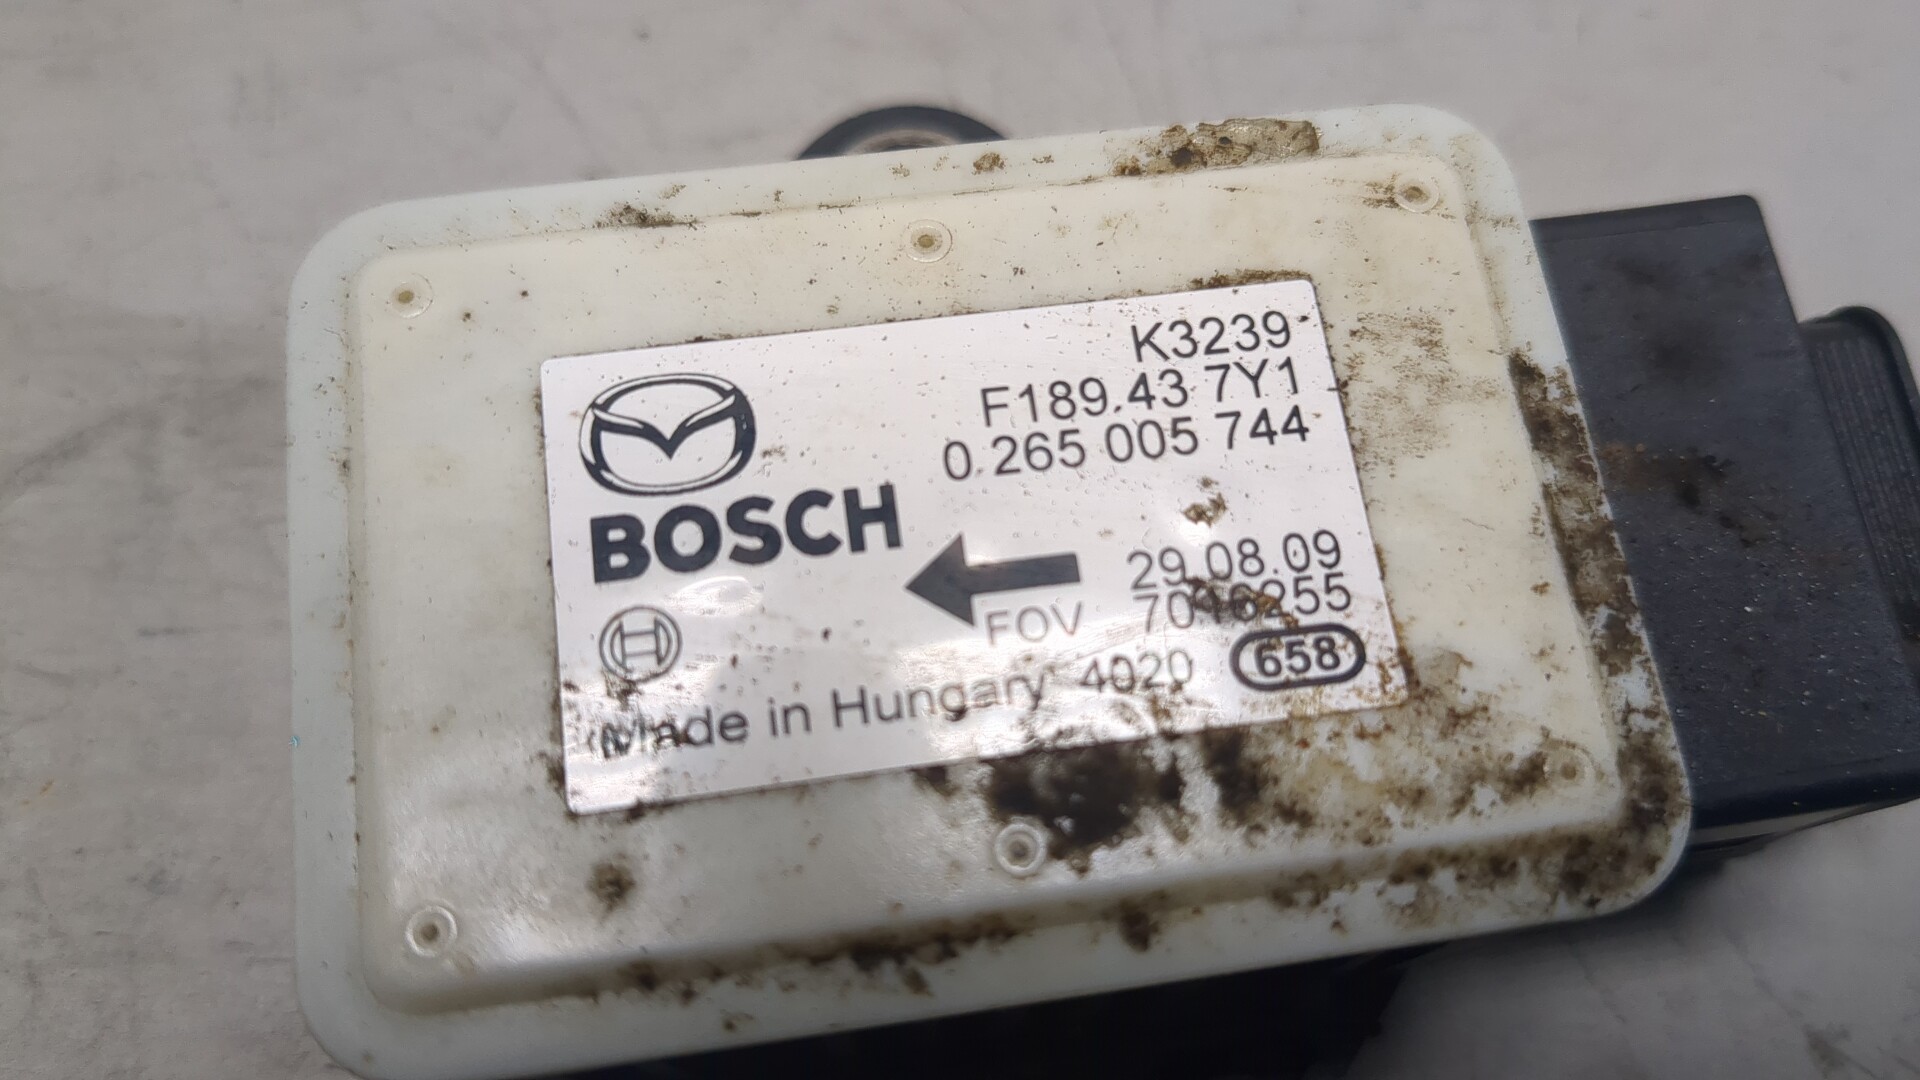 K3239
F189.43 7Y1
0 265 005 744
BOSCH
29.08.09
FOV 7016255
Made in Hungary 4020 658